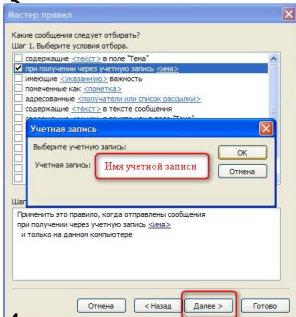 Мастер правил
Какие сообщения следует отбирать?
Шаг 1. Выберите условия отбора.
содержащие <текст> в поле "Тема"
при получении через учетную запись <имя>
имеющие <указанную> важность
помеченные как <пометка>
адресованные <получатели или список рассылки>
содержащие <текст> в тексте сообщения
Учетная запись
Выберите учетную запись:
OK
Учетная запись:
Имя учетной записи
Отмена
Шаг
Применить это правило, когда отправлены сообщения
при получении через учетную запись <имя>
и только на данном компьютере
Отмена
< Назад
Далее >
Готово